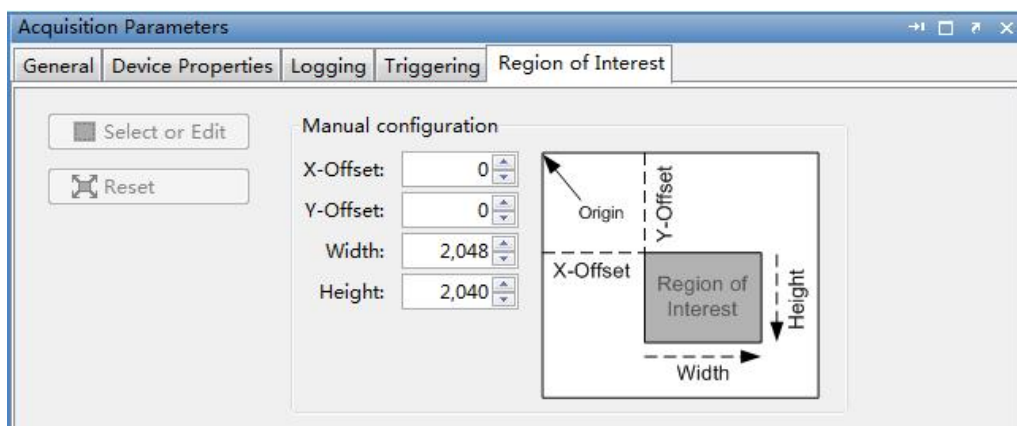 Acquisition Parameters
General Device Properties Logging Triggering Region of Interest
Select or Edit
Reset
Manual configuration
X-Offset: 0
Y-Offset: 0
Width: 2,048
Height: 2,040
Origin
Y-Offset
X-Offset
Region of
Interest
Height
Width